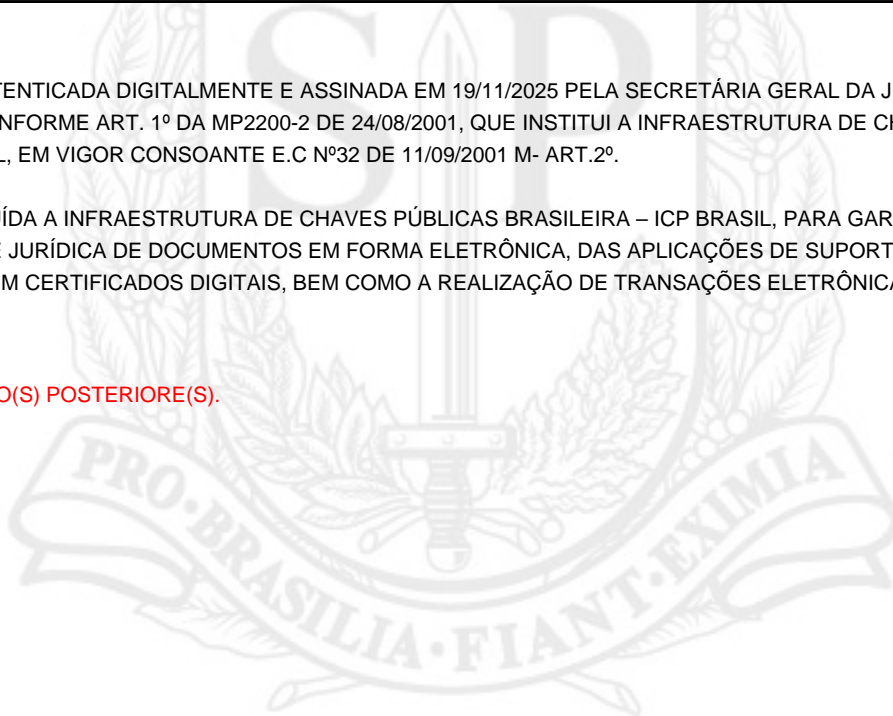 TENTICADA DIGITALMENTE E ASSINADA EM 19/11/2025 PELA SECRETÁRIA GERAL DA J
NFORME ART. 1º DA MP2200-2 DE 24/08/2001, QUE INSTITUI A INFRAESTRUTURA DE CH
L, EM VIGOR CONSOANTE E.C Nº32 DE 11/09/2001 M- ART.2º.
UÍDA A INFRAESTRUTURA DE CHAVES PÚBLICAS BRASILEIRA – ICP BRASIL, PARA GAR
E JURÍDICA DE DOCUMENTOS EM FORMA ELETRÔNICA, DAS APLICAÇÕES DE SUPORT
M CERTIFICADOS DIGITAIS, BEM COMO A REALIZAÇÃO DE TRANSAÇÕES ELETRÔNICA
O(S) POSTERIORE(S).
SP
PRO·BRASILIA·FIANT·EXIMIA